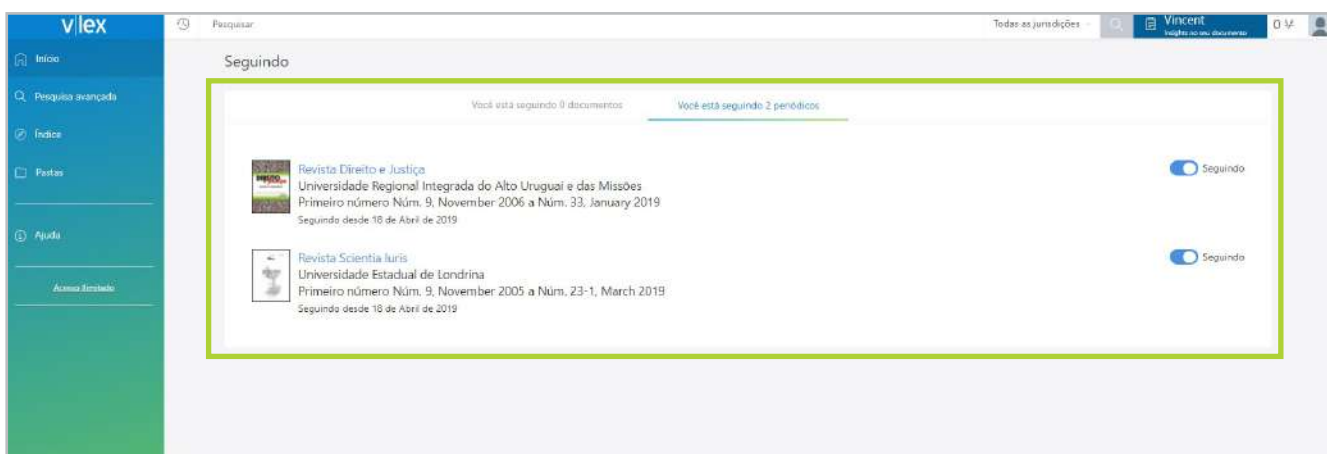 v|lex
Pesquisar
Todas as jurisdições
Vincent
Insights no seu documento
0
Início
Pesquisa avançada
Índice
Pastas
Ajuda
Acesso Ilimitado
Seguindo
Você está seguindo 0 documentos
Você está seguindo 2 periódicos
Revista Direito e Justiça
Universidade Regional Integrada do Alto Uruguai e das Missões
Primeiro número Núm. 9, November 2006 a Núm. 33, January 2019
Seguindo desde 18 de Abril de 2019
Seguindo
Revista Scientia Iuris
Universidade Estadual de Londrina
Primeiro número Núm. 9, November 2005 a Núm. 23-1, March 2019
Seguindo desde 18 de Abril de 2019
Seguindo